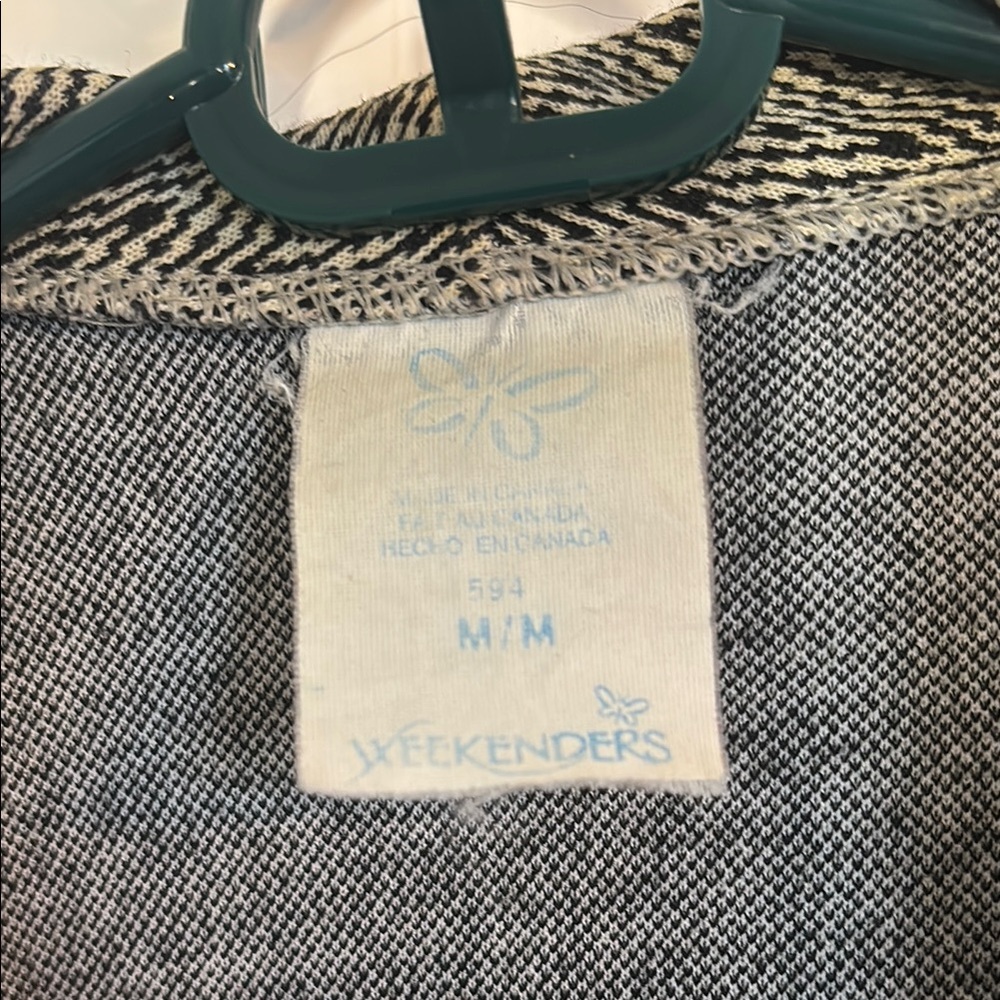 MADE IN CANADA
FAIT AU CANADA
HECHO EN CANADA
594
M/M
WEEKENDERS